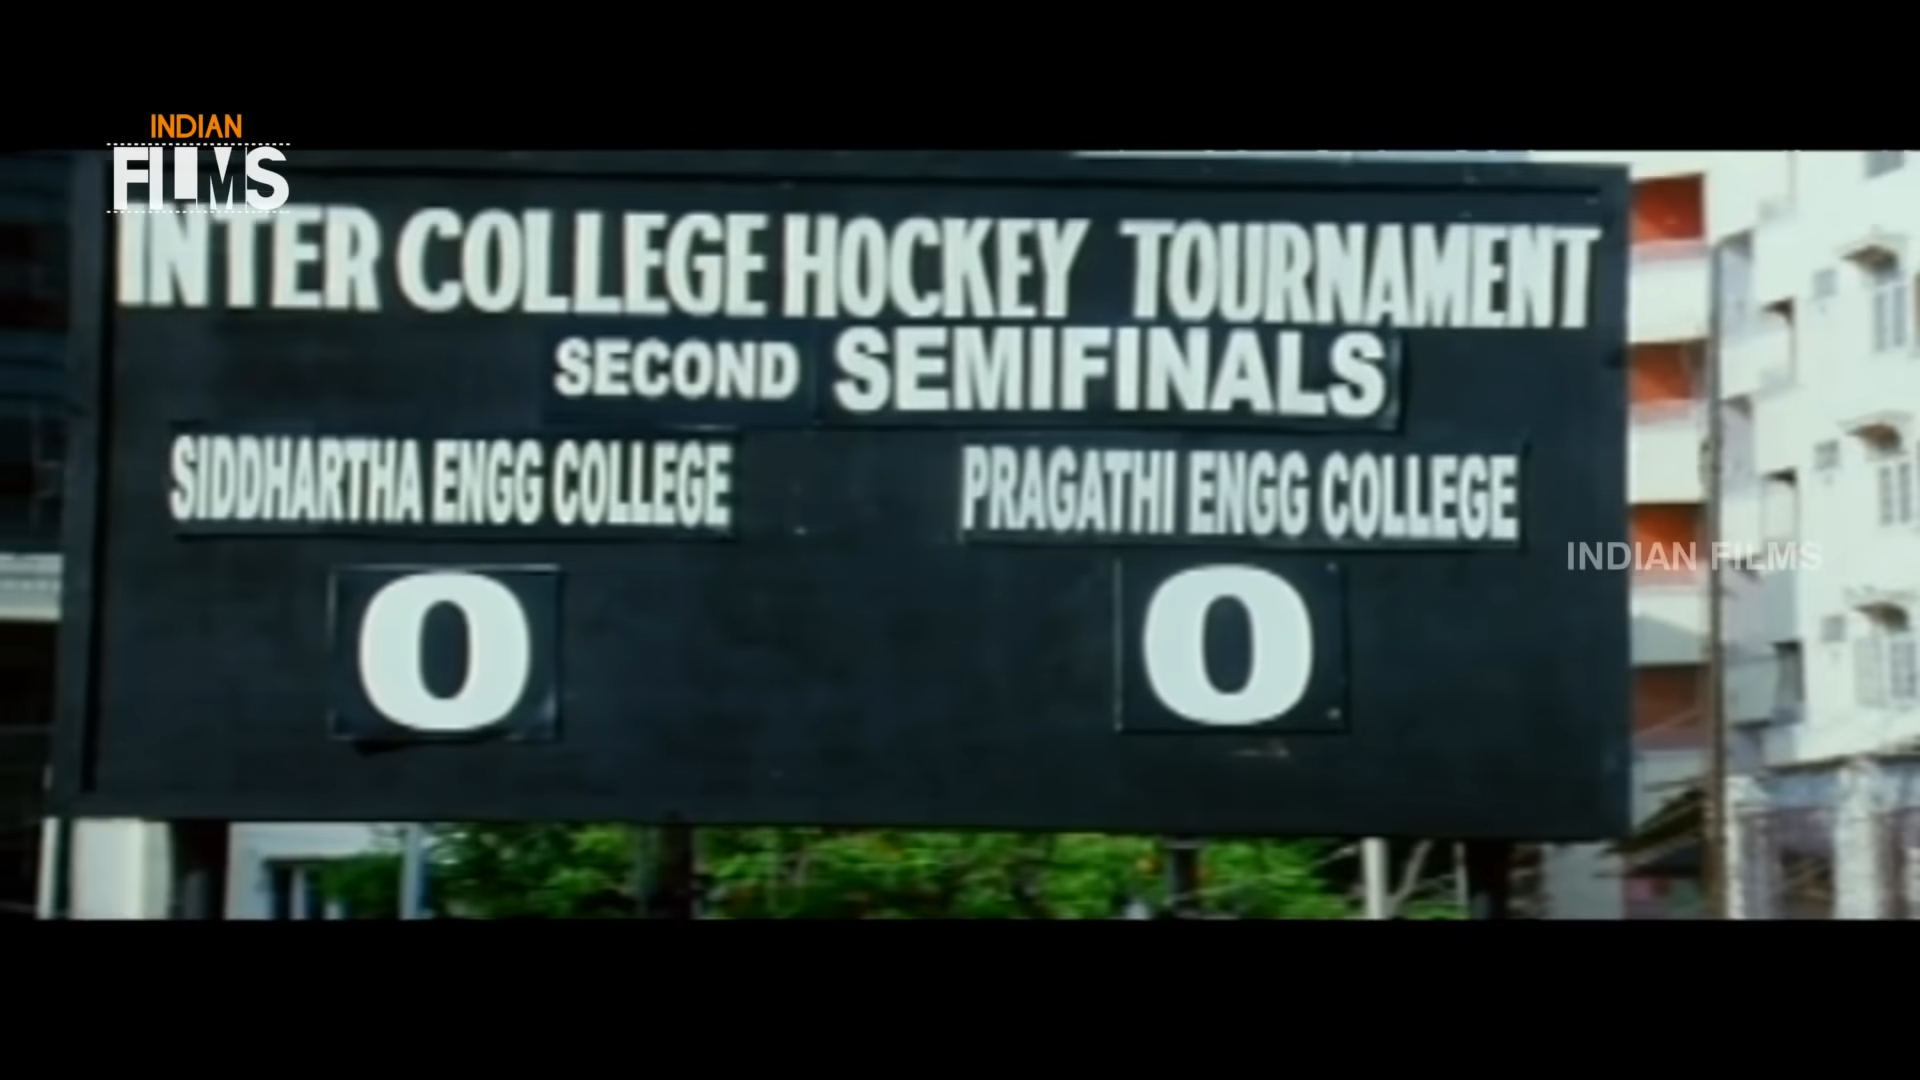 INDIAN
FILMS
INTER COLLEGE HOCKEY TOURNAMENT
SECOND SEMIFINALS
SIDDHARTHA ENGG COLLEGE
PRAGATHI ENGG COLLEGE
0
0
INDIAN FILMS